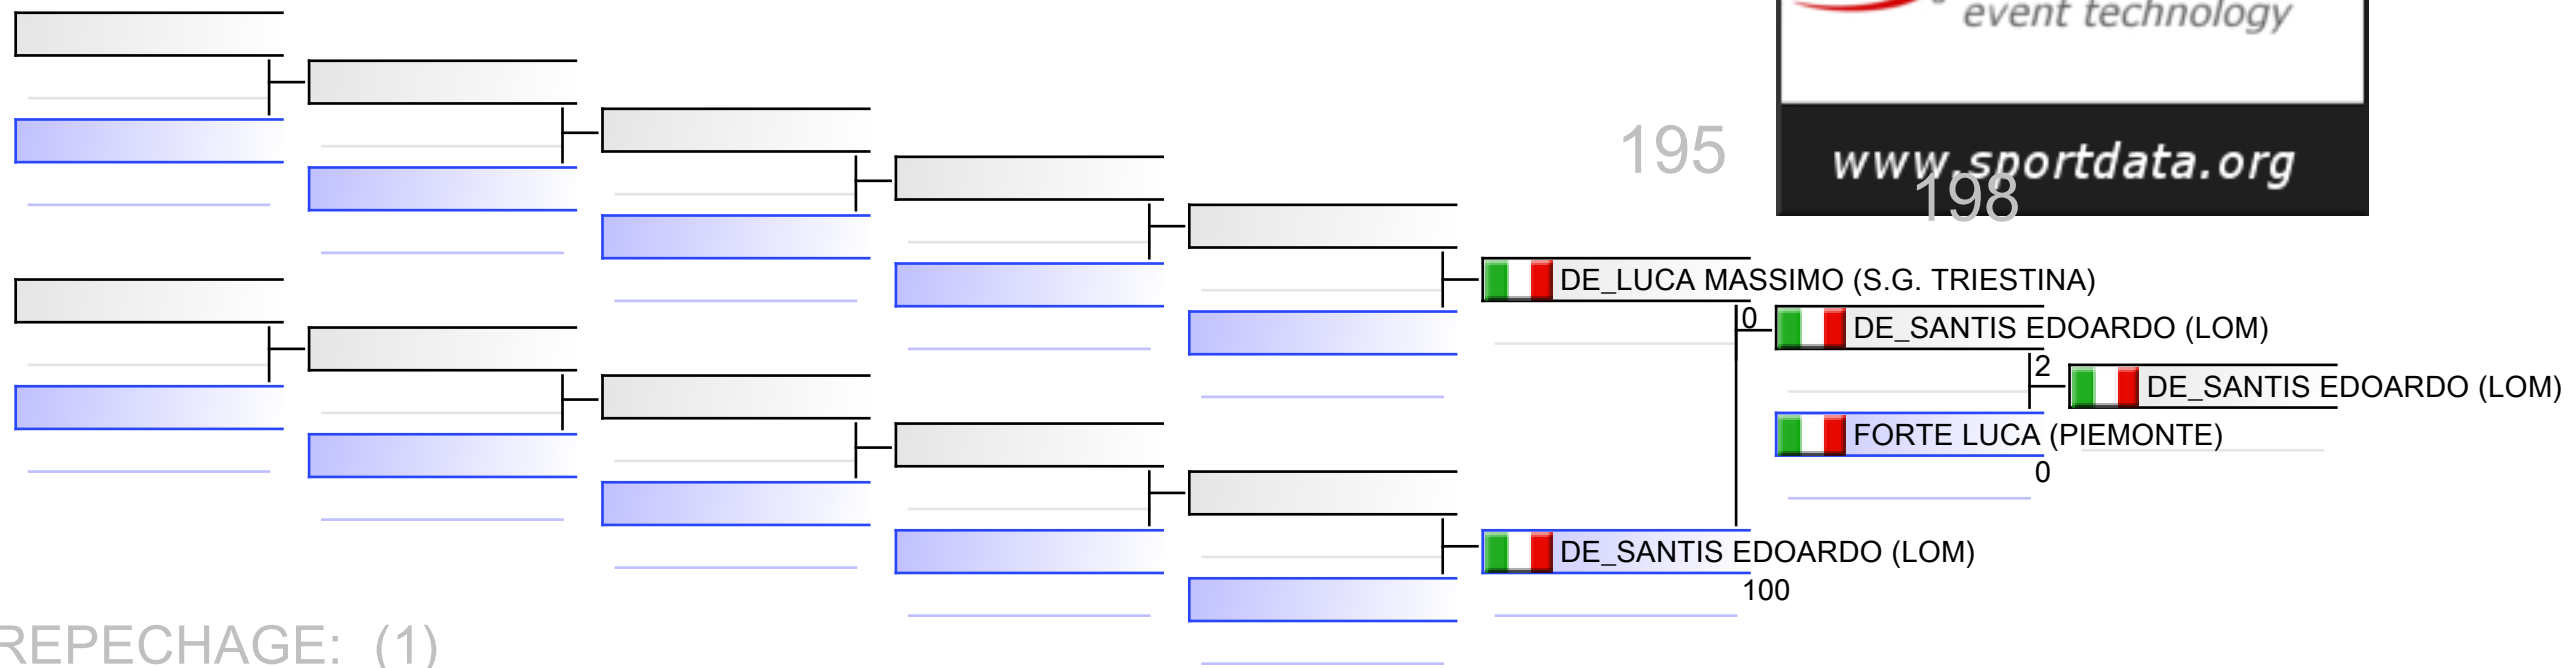 event technology
195
www.sportdata.org
198
DE_LUCA MASSIMO (S.G. TRIESTINA)
0
DE_SANTIS EDOARDO (LOM)
2
DE_SANTIS EDOARDO (LOM)
FORTE LUCA (PIEMONTE)
0
DE_SANTIS EDOARDO (LOM)
100
REPECHAGE: (1)